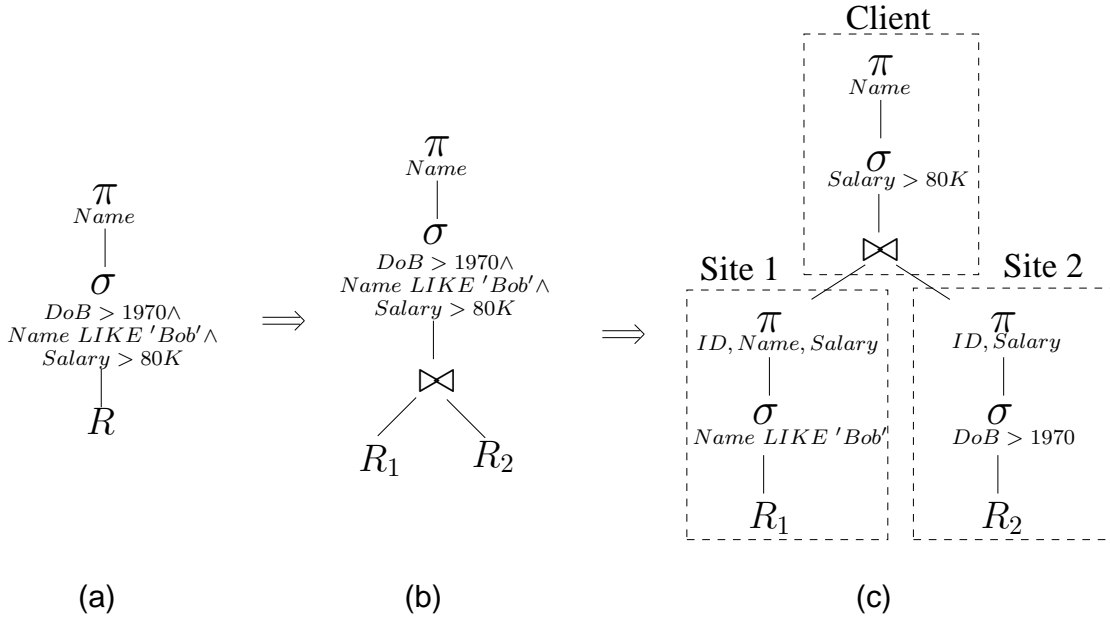 π
Name
σ
DoB > 1970∧
Name LIKE 'Bob'∧
Salary > 80K
R
⟹
π
Name
σ
DoB > 1970∧
Name LIKE 'Bob'∧
Salary > 80K
⋈
R₁ R₂
⟹
Client
π
Name
σ
Salary > 80K
⋈
Site 1
π
ID, Name, Salary
σ
Name LIKE 'Bob'
R₁
Site 2
π
ID, Salary
σ
DoB > 1970
R₂
(a) (b) (c)